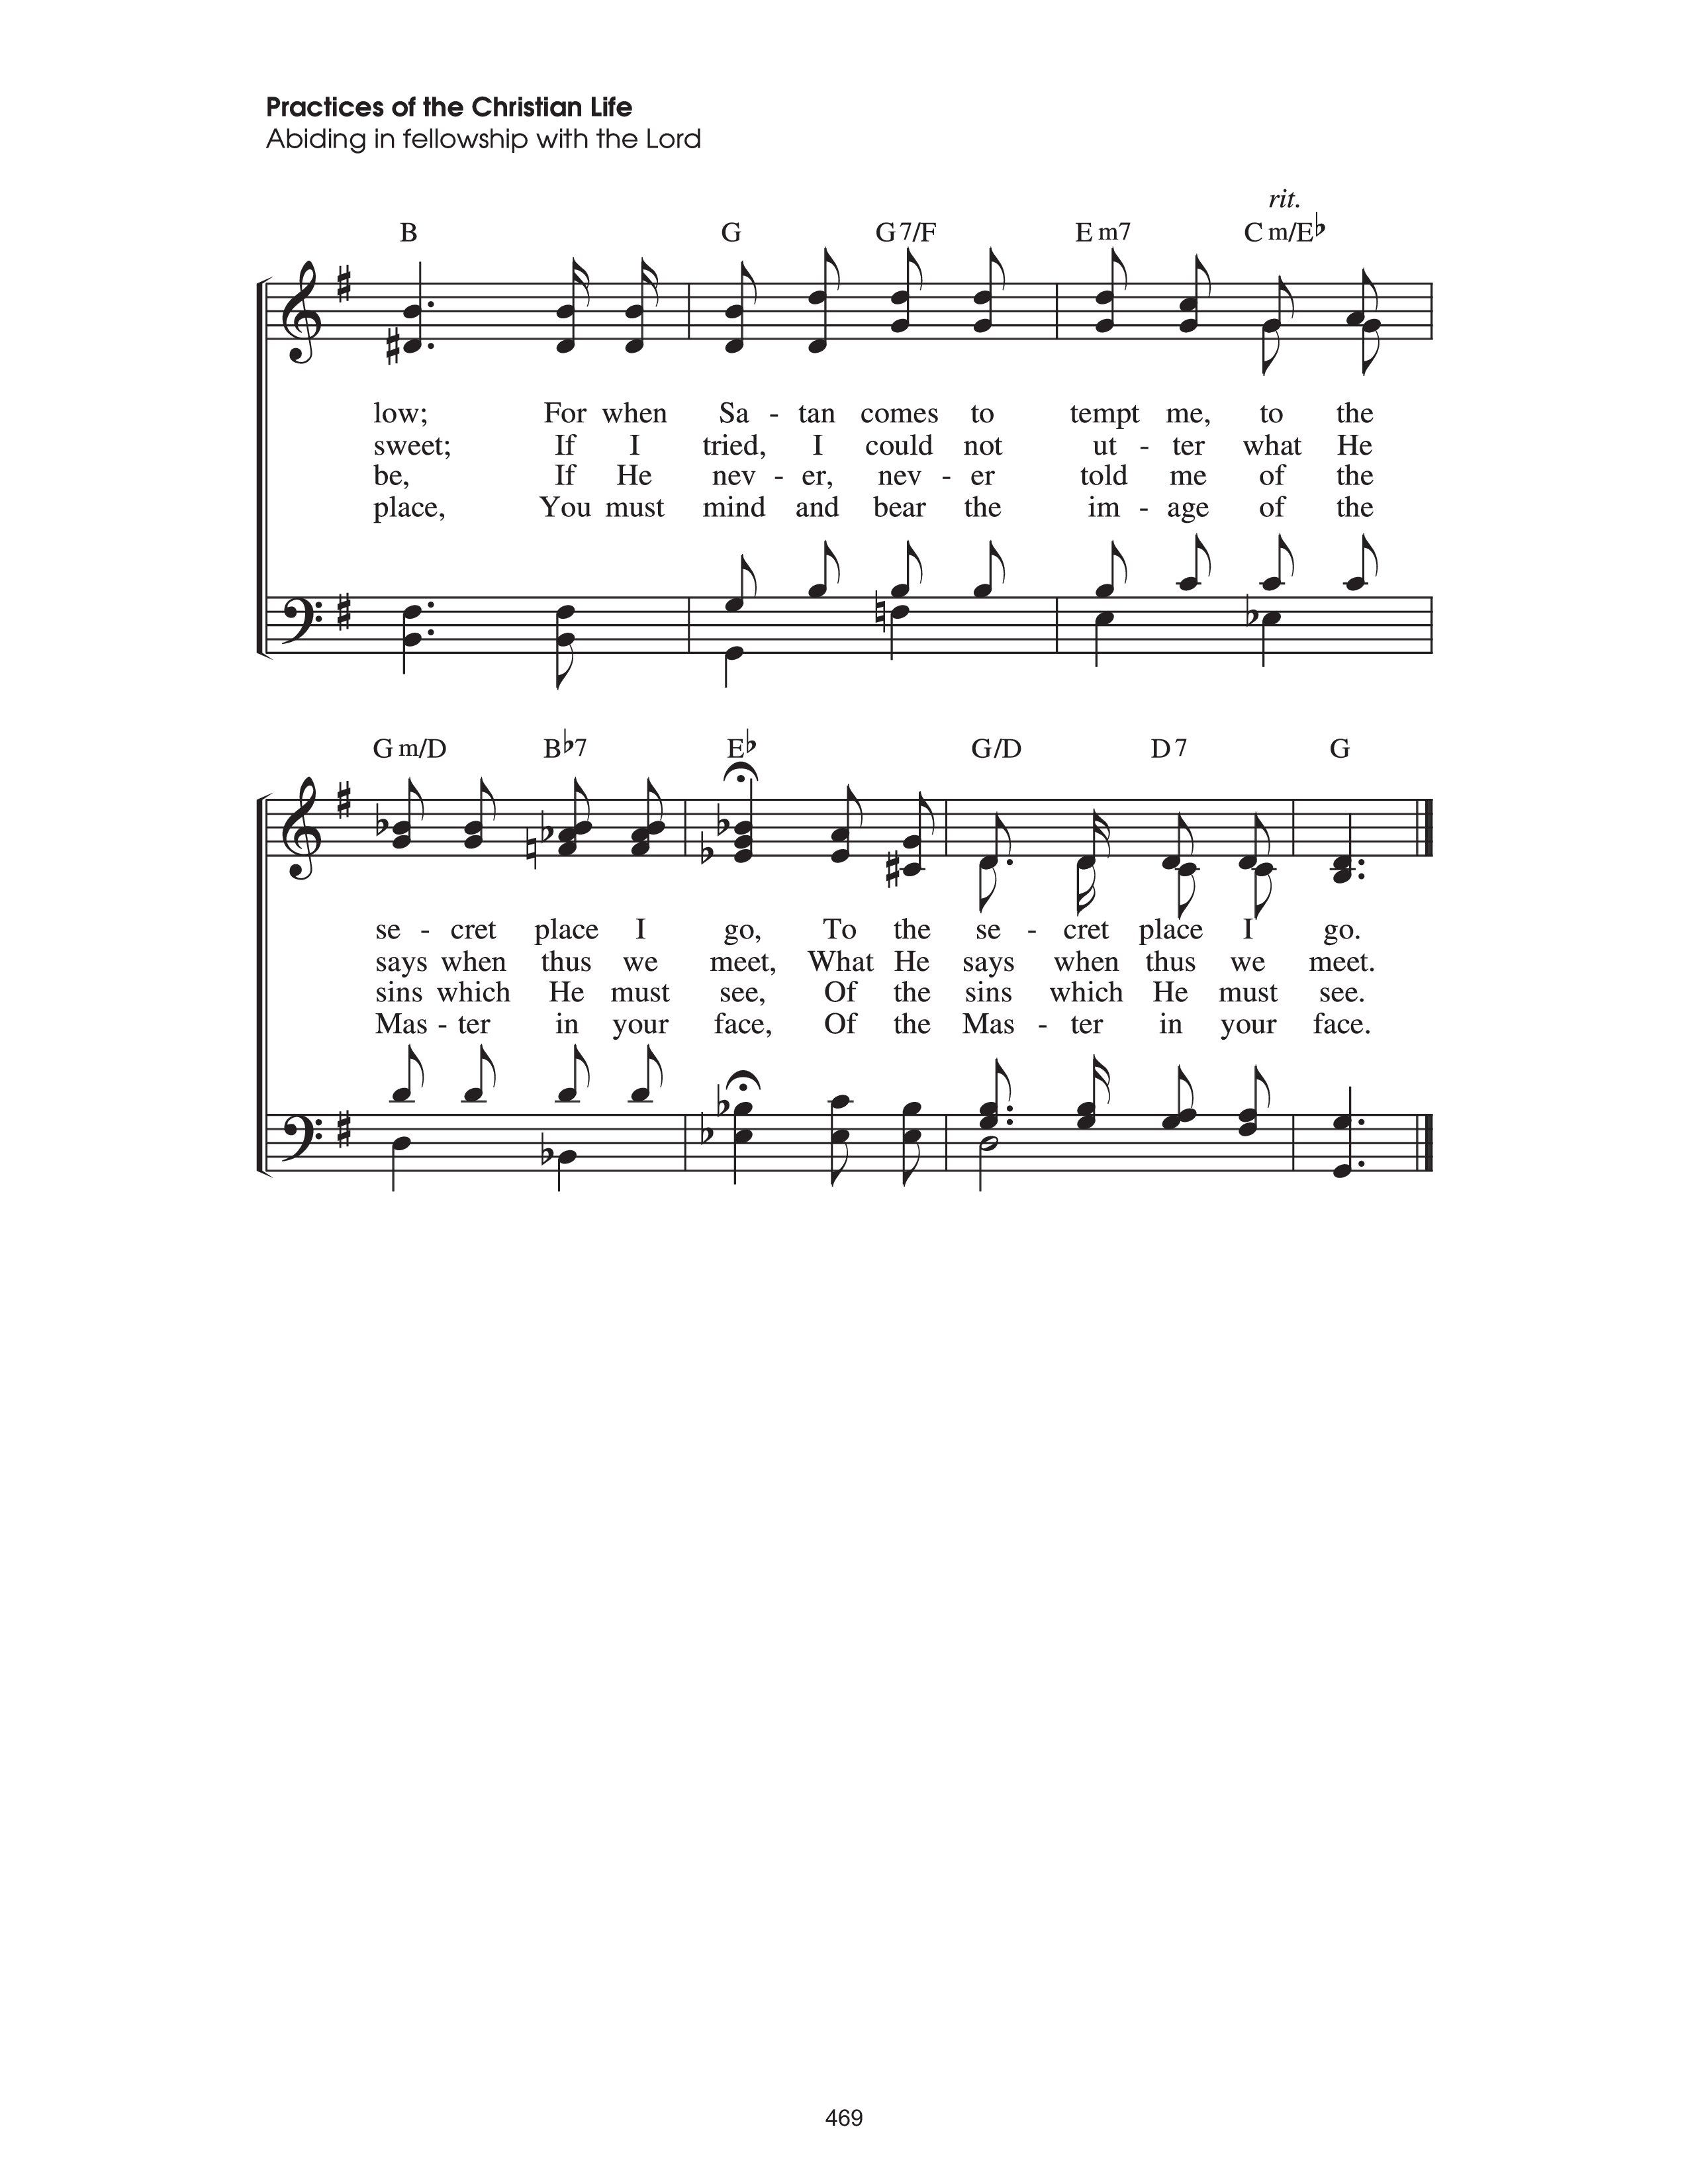 Practices of the Christian Life
Abiding in fellowship with the Lord
rit.
B G G7/F Em7 Cm/E♭
low; For when Sa - tan comes to tempt me, to the
sweet; If I tried, I could not ut - ter what He
be, If He nev - er, nev - er told me of the
place, You must mind and bear the im - age of the
Gm/D B♭7 E♭ G/D D7 G
se - cret place I go, To the se - cret place I go.
says when thus we meet, What He says when thus we meet.
sins which He must see, Of the sins which He must see.
Mas - ter in your face, Of the Mas - ter in your face.
469